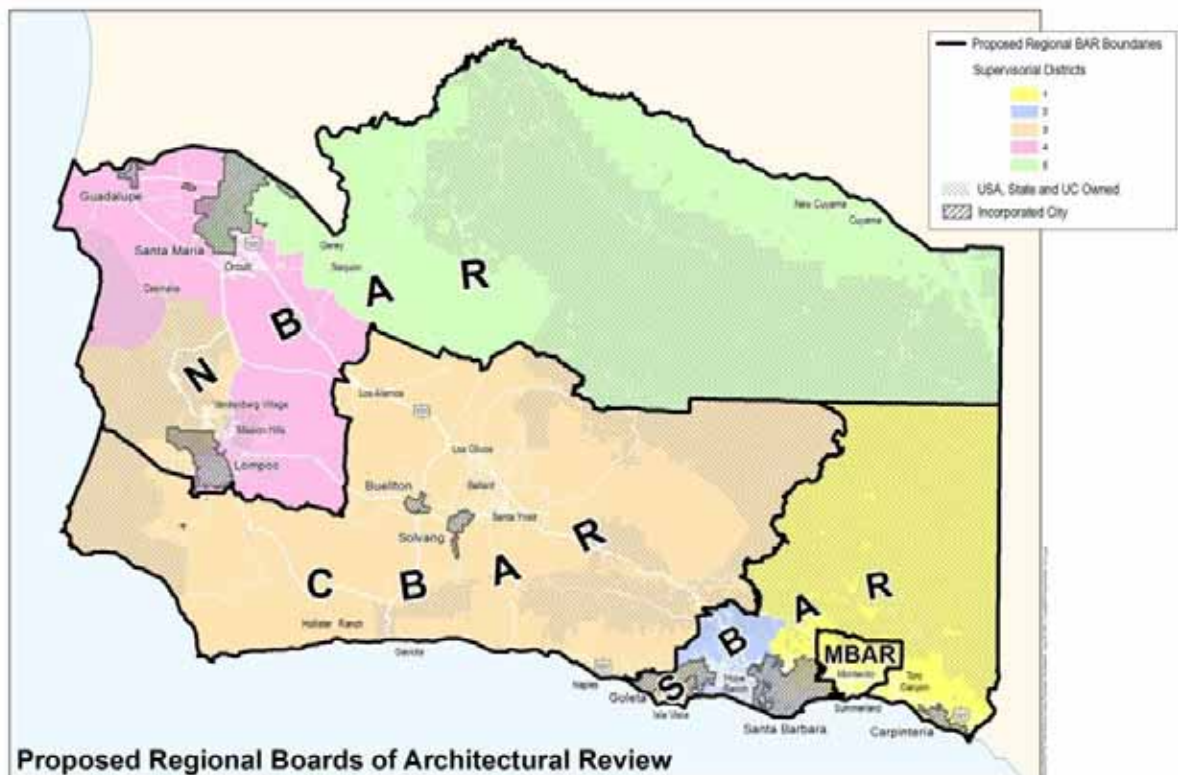 Proposed Regional BAR Boundaries
Supervisorial Districts
1
2
3
4
5
USA, State and UC Owned
Incorporated City
New Cuyama
Cuyama
Guadalupe
Santa Maria
Orcutt
Garey
Sisquoc
Casmalia
N B A R
Vandenberg Village
Mission Hills
Lompoc
Los Alamos
Los Olivos
Ballard
Buellton
Santa Ynez
Solvang
C B A R
Hollister Ranch
Gaviota
Naples
Goleta
Isla Vista
S B A R
MBAR
Montecito
Toro
Canyon
Summerland
Santa Barbara
Carpinteria
Proposed Regional Boards of Architectural Review